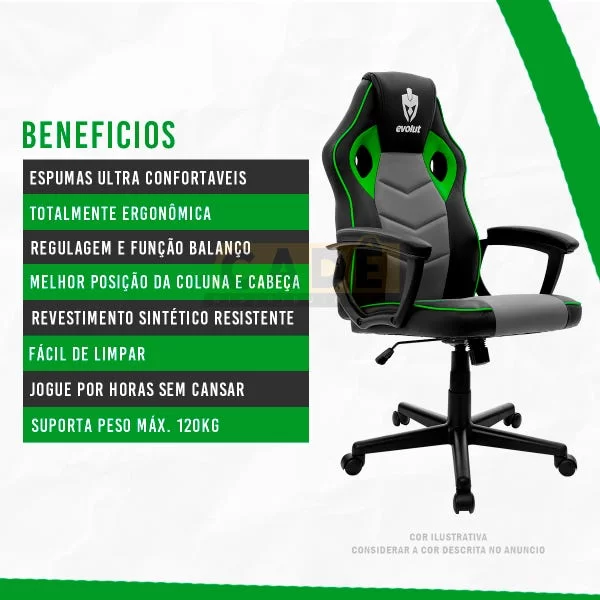 evolut
BENEFICIOS
ESPUMAS ULTRA CONFORTAVEIS
TOTALMENTE ERGONÔMICA
REGULAGEM E FUNÇÃO BALANÇO
MELHOR POSIÇÃO DA COLUNA E CABEÇA
REVESTIMENTO SINTÉTICO RESISTENTE
FÁCIL DE LIMPAR
JOGUE POR HORAS SEM CANSAR
SUPORTA PESO MÁX. 120KG
CADÊ
COR ILUSTRATIVA
CONSIDERAR A COR DESCRITA NO ANUNCIO